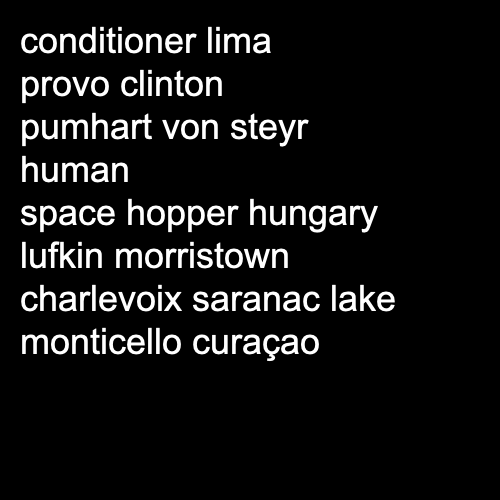 conditioner lima
provo clinton
pumhart von steyr
human
space hopper hungary
lufkin morristown
charlevoix saranac lake
monticello curaçao